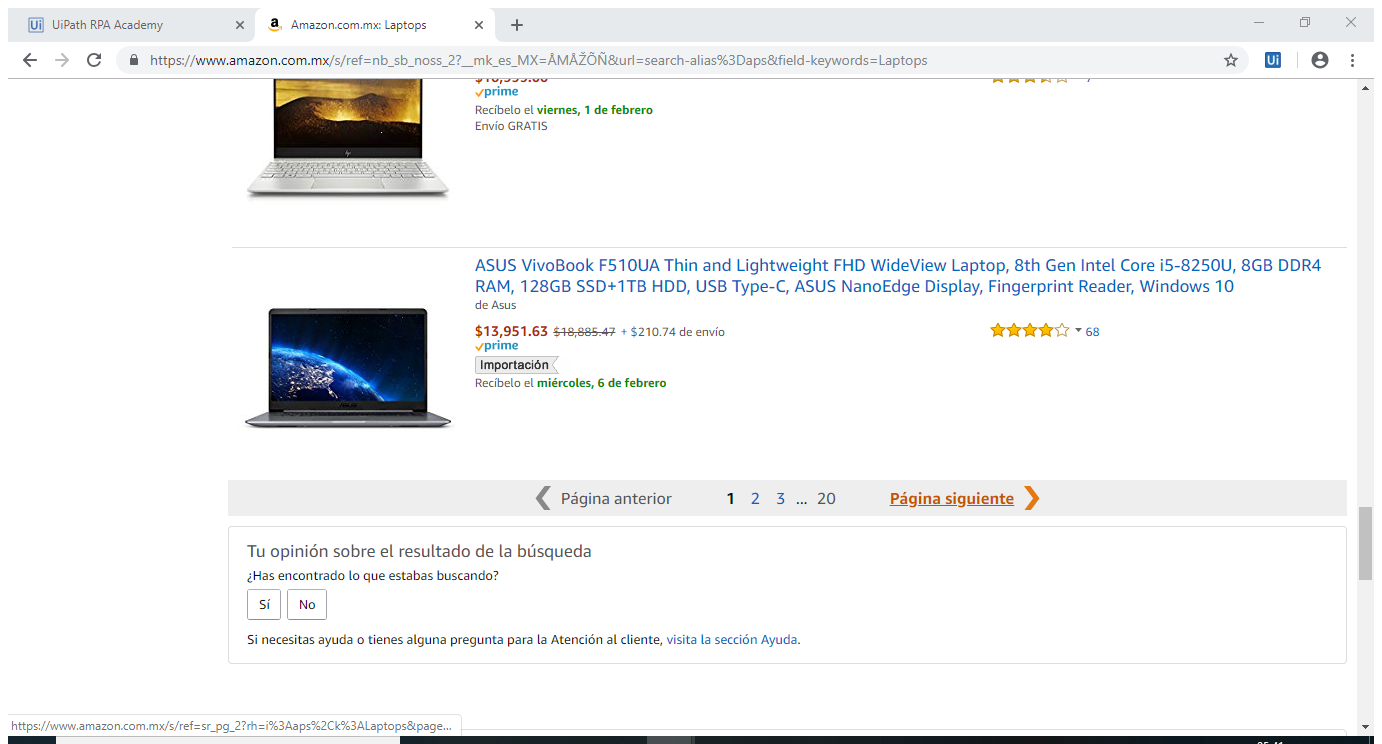 UiPath RPA Academy
Amazon.com.mx: Laptops
https://www.amazon.com.mx/s/ref=nb_sb_noss_2?__mk_es_MX=ÅMÅŽÕÑ&url=search-alias%3Daps&field-keywords=Laptops
Ui
prime
Recíbelo el viernes, 1 de febrero
Envío GRATIS
ASUS VivoBook F510UA Thin and Lightweight FHD WideView Laptop, 8th Gen Intel Core i5-8250U, 8GB DDR4
RAM, 128GB SSD+1TB HDD, USB Type-C, ASUS NanoEdge Display, Fingerprint Reader, Windows 10
de Asus
$13,951.63 $18,885.47 + $210.74 de envío
68
prime
Importación
Recíbelo el miércoles, 6 de febrero
Página anterior 1 2 3 ... 20 Página siguiente
Tu opinión sobre el resultado de la búsqueda
¿Has encontrado lo que estabas buscando?
Sí No
Si necesitas ayuda o tienes alguna pregunta para la Atención al cliente, visita la sección Ayuda.
https://www.amazon.com.mx/s/ref=sr_pg_2?rh=i%3Aaps%2Ck%3ALaptops&page...